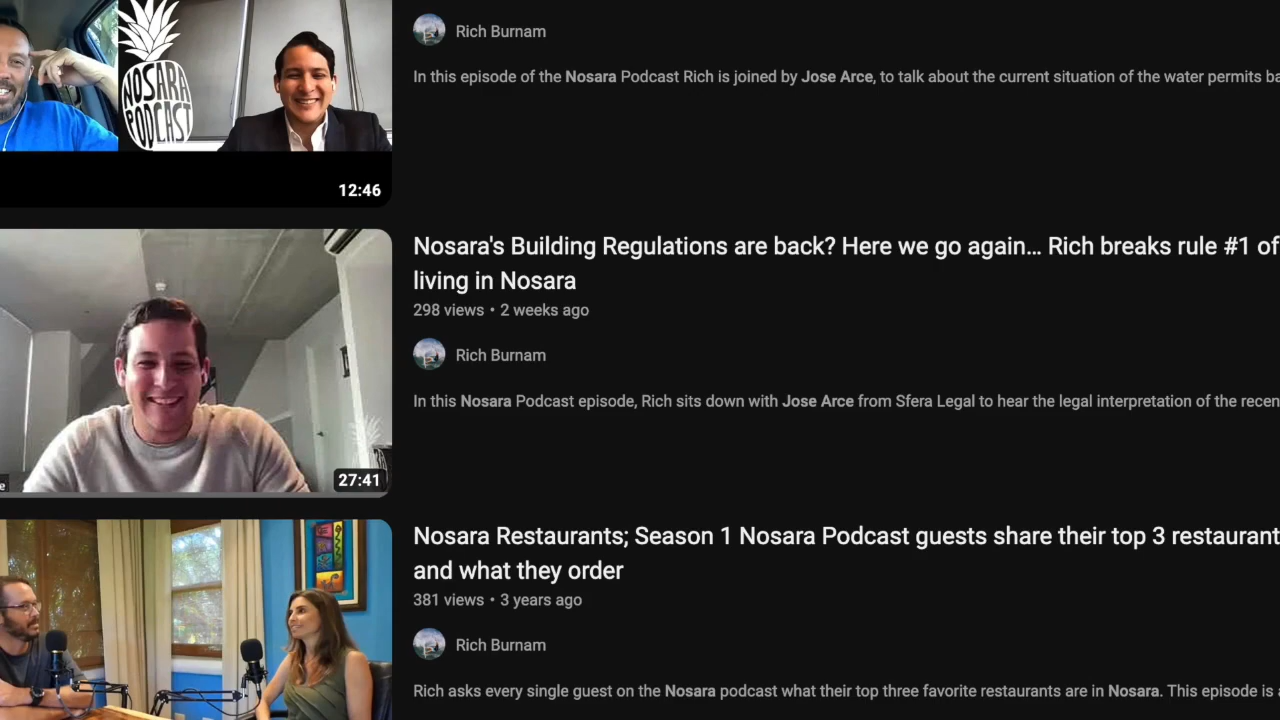 Rich Burnam
In this episode of the Nosara Podcast Rich is joined by Jose Arce, to talk about the current situation of the water permits ba
NOSARA
PODCAST
12:46
Nosara's Building Regulations are back? Here we go again... Rich breaks rule #1 of
living in Nosara
298 views • 2 weeks ago
Rich Burnam
In this Nosara Podcast episode, Rich sits down with Jose Arce from Sfera Legal to hear the legal interpretation of the recen
e
27:41
Nosara Restaurants; Season 1 Nosara Podcast guests share their top 3 restaurant
and what they order
381 views • 3 years ago
Rich Burnam
Rich asks every single guest on the Nosara podcast what their top three favorite restaurants are in Nosara. This episode is a